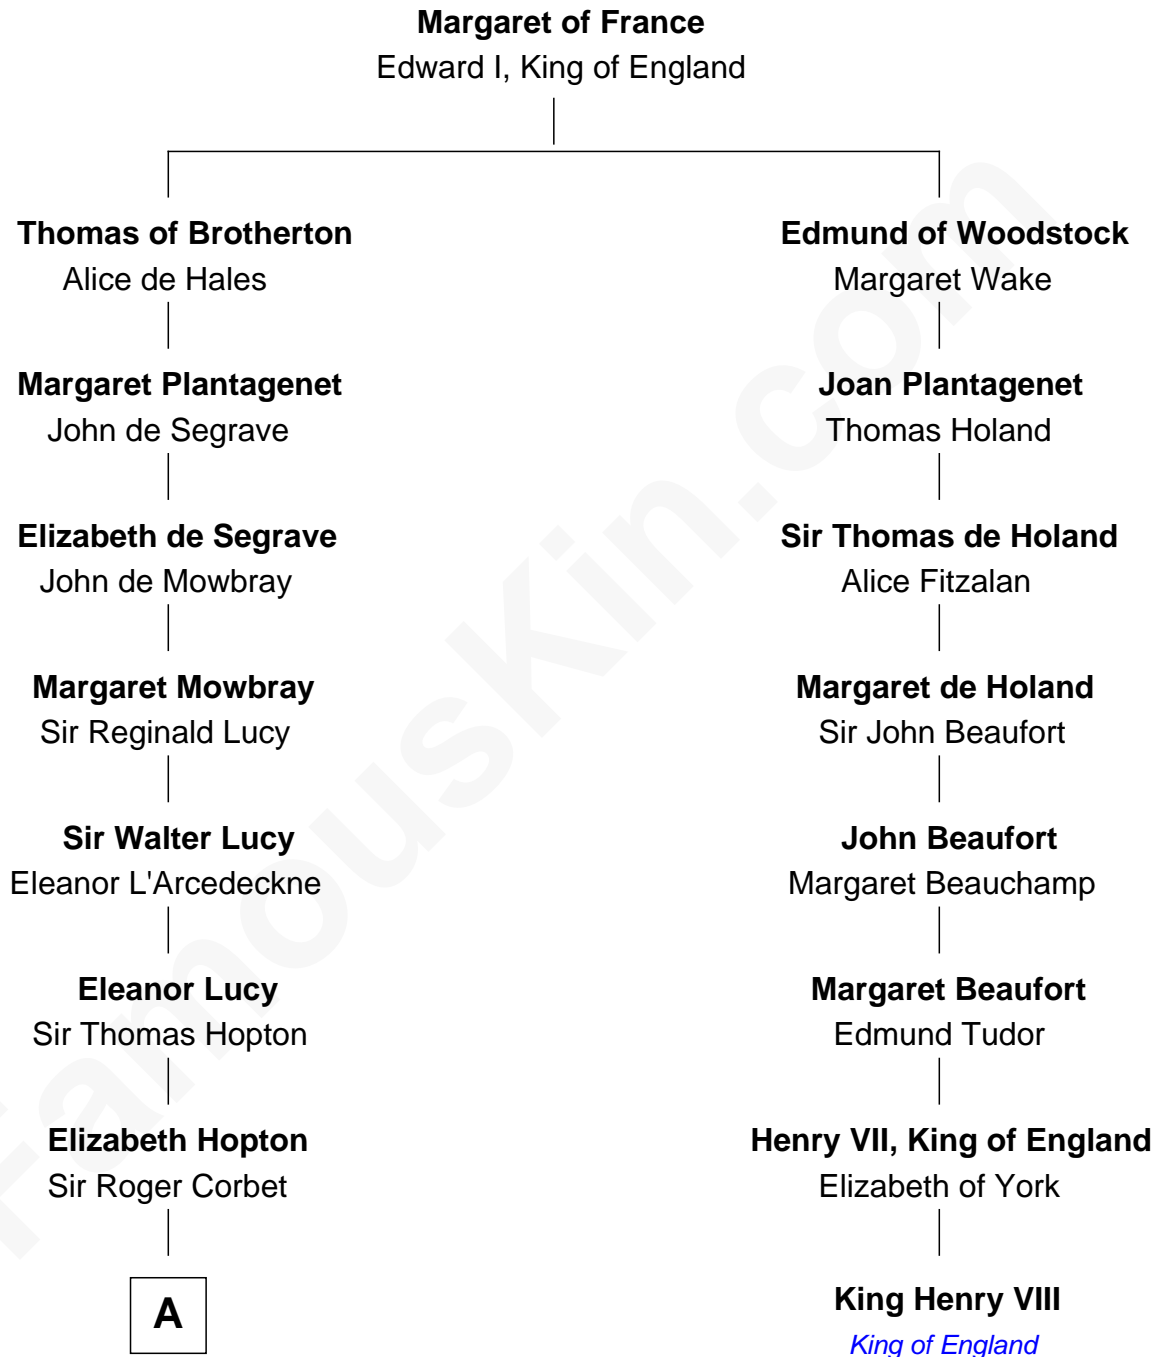 Margaret of France
Edward I, King of England
Thomas of Brotherton
Alice de Hales
Margaret Plantagenet
John de Segrave
Elizabeth de Segrave
John de Mowbray
Margaret Mowbray
Sir Reginald Lucy
Sir Walter Lucy
Eleanor L'Arcedeckne
Eleanor Lucy
Sir Thomas Hopton
Elizabeth Hopton
Sir Roger Corbet
A
Edmund of Woodstock
Margaret Wake
Joan Plantagenet
Thomas Holand
Sir Thomas de Holand
Alice Fitzalan
Margaret de Holand
Sir John Beaufort
John Beaufort
Margaret Beauchamp
Margaret Beaufort
Edmund Tudor
Henry VII, King of England
Elizabeth of York
King Henry VIII
King of England
FamousKin.com